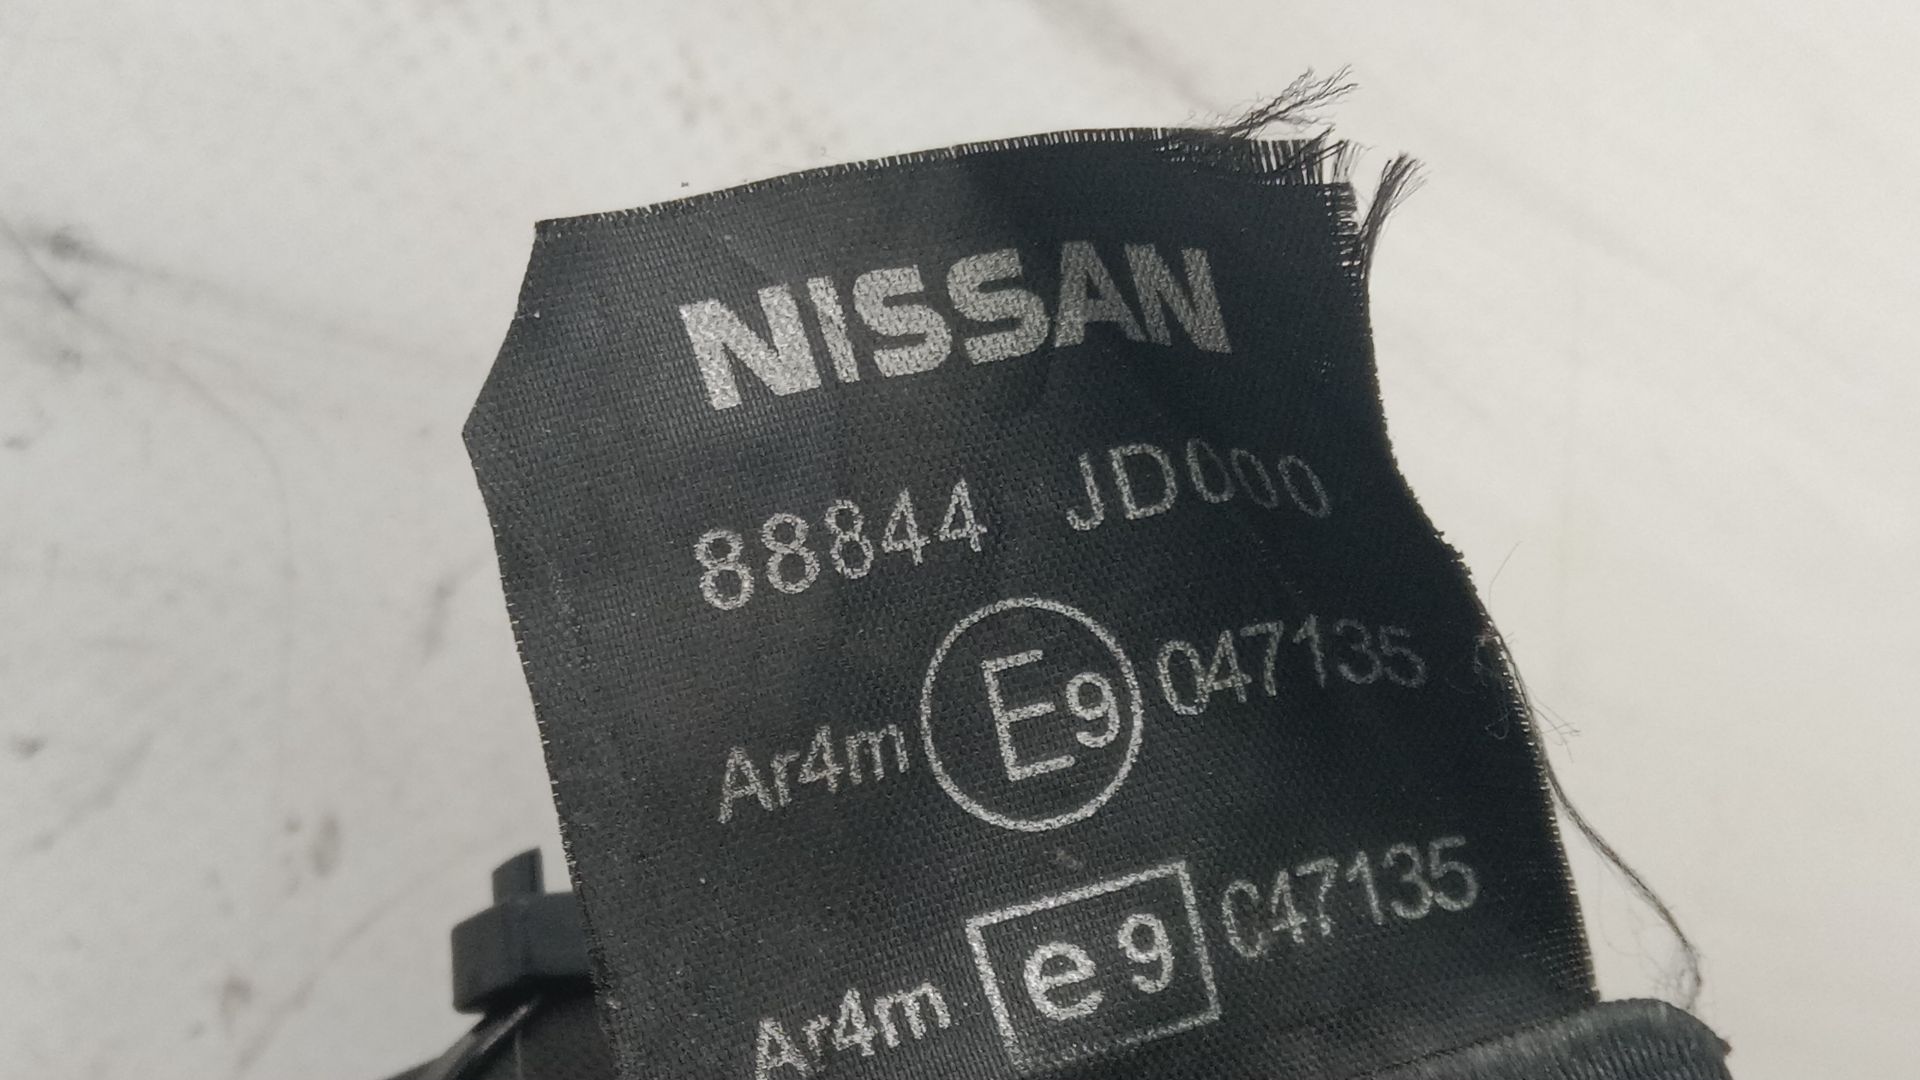 NISSAN
88844 JD000
Ar4m E9 047135
Ar4m e9 047135